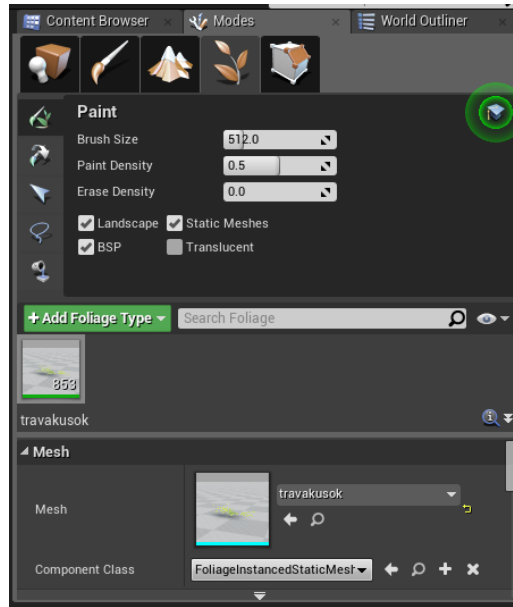 Content Browser Modes World Outliner
Paint
Brush Size 512.0
Paint Density 0.5
Erase Density 0.0
Landscape Static Meshes
BSP Translucent
+ Add Foliage Type Search Foliage
853
travakusok
Mesh
Mesh travakusok
Component Class FoliageInstancedStaticMesh